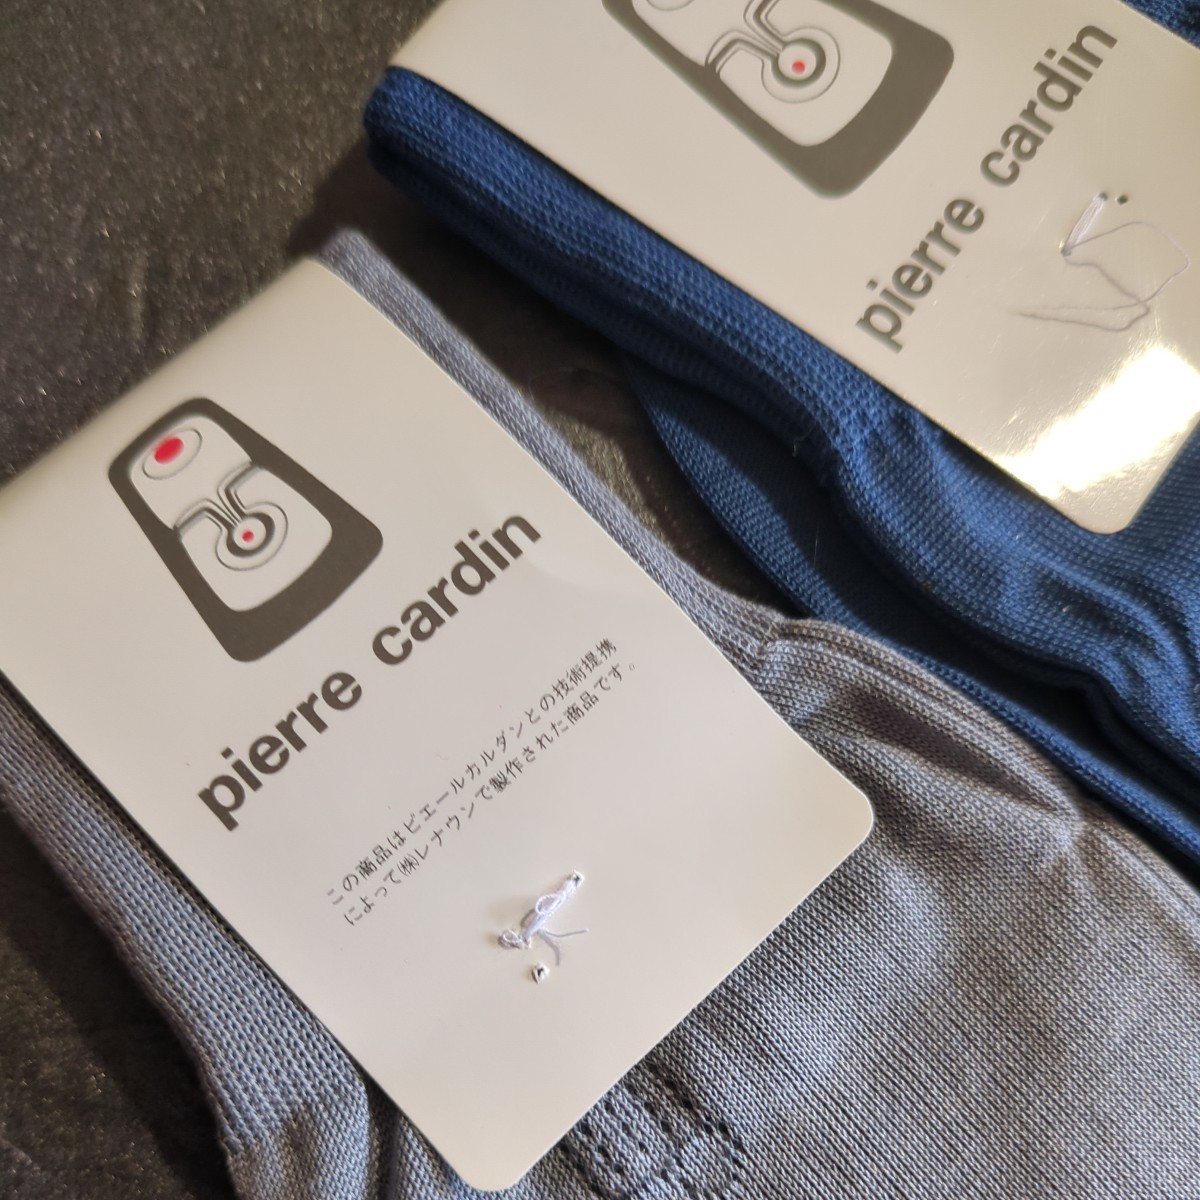 pierre cardin
pierre cardin
この商品はピエールカルダンとの技術提携
によって㈱レナウンで製作された商品です。